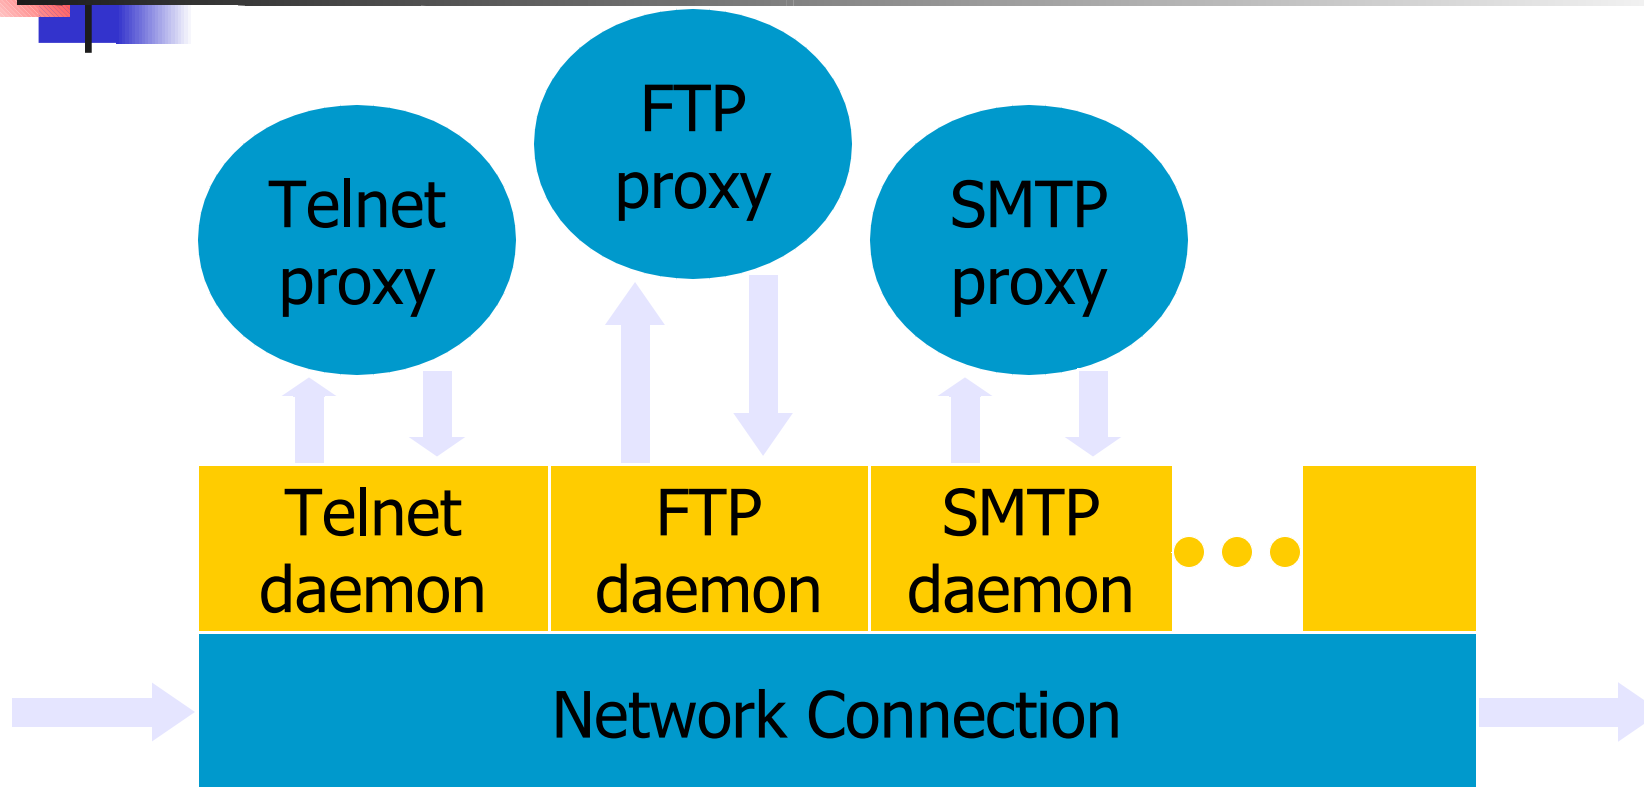 FTP
proxy
Telnet
proxy
SMTP
proxy
Telnet
daemon
FTP
daemon
SMTP
daemon
Network Connection